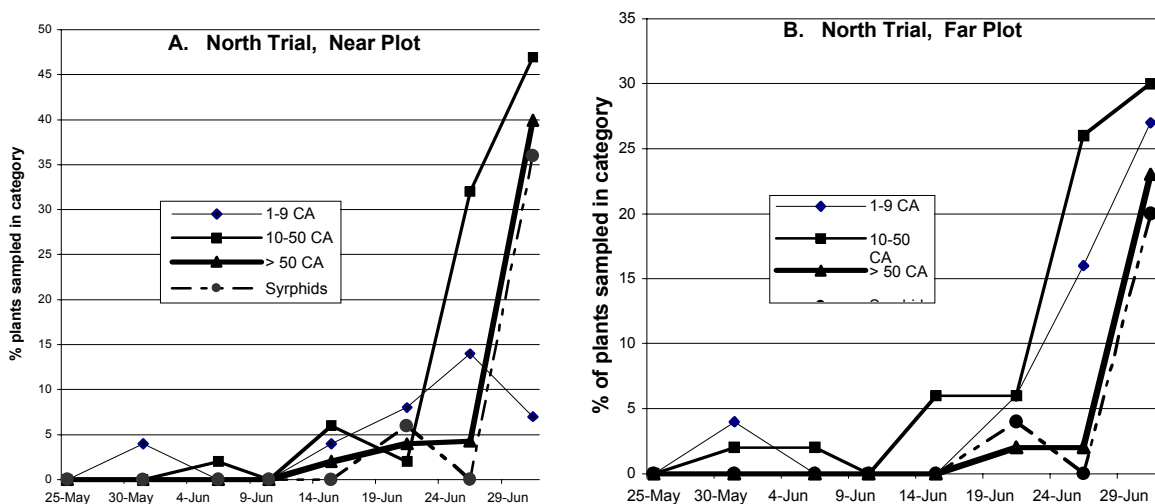 A. North Trial, Near Plot
% plants sampled in category
50
45
40
35
30
25
20
15
10
5
0
1-9 CA
10-50 CA
> 50 CA
Syrphids
25-May 30-May 4-Jun 9-Jun 14-Jun 19-Jun 24-Jun 29-Jun
B. North Trial, Far Plot
% of plants sampled in category
35
30
25
20
15
10
5
0
1-9 CA
10-50
CA
> 50 CA
25-May 30-May 4-Jun 9-Jun 14-Jun 19-Jun 24-Jun 29-Jun